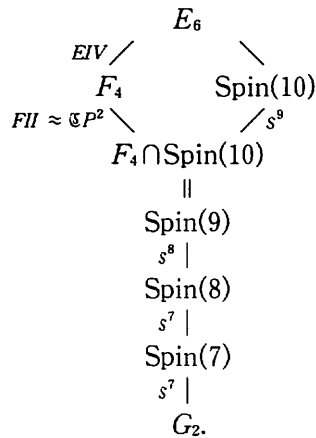 E₆
EIV
F₄ Spin(10)
FII ≈ ℭP² s⁹
F₄∩Spin(10)
||
Spin(9)
s⁸
Spin(8)
s⁷
Spin(7)
s⁷
G₂.